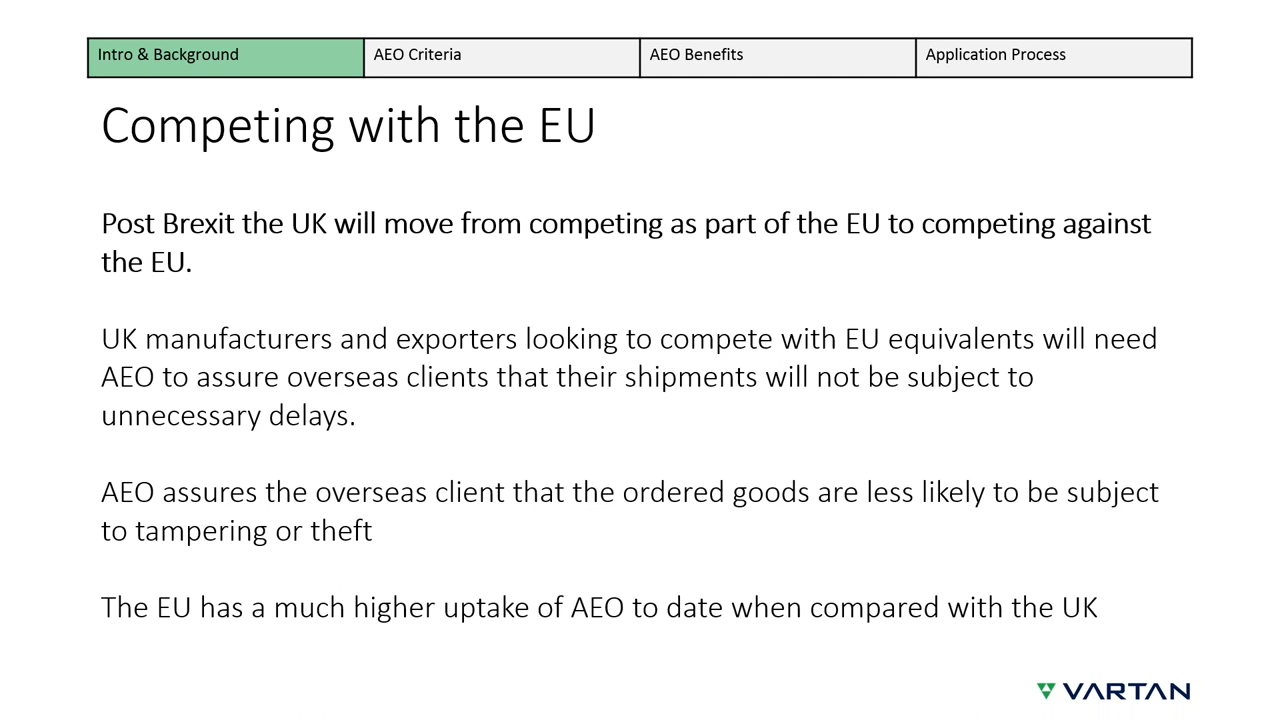 Intro & Background
AEO Criteria
AEO Benefits
Application Process
Competing with the EU
Post Brexit the UK will move from competing as part of the EU to competing against
the EU.
UK manufacturers and exporters looking to compete with EU equivalents will need
AEO to assure overseas clients that their shipments will not be subject to
unnecessary delays.
AEO assures the overseas client that the ordered goods are less likely to be subject
to tampering or theft
The EU has a much higher uptake of AEO to date when compared with the UK
VARTAN